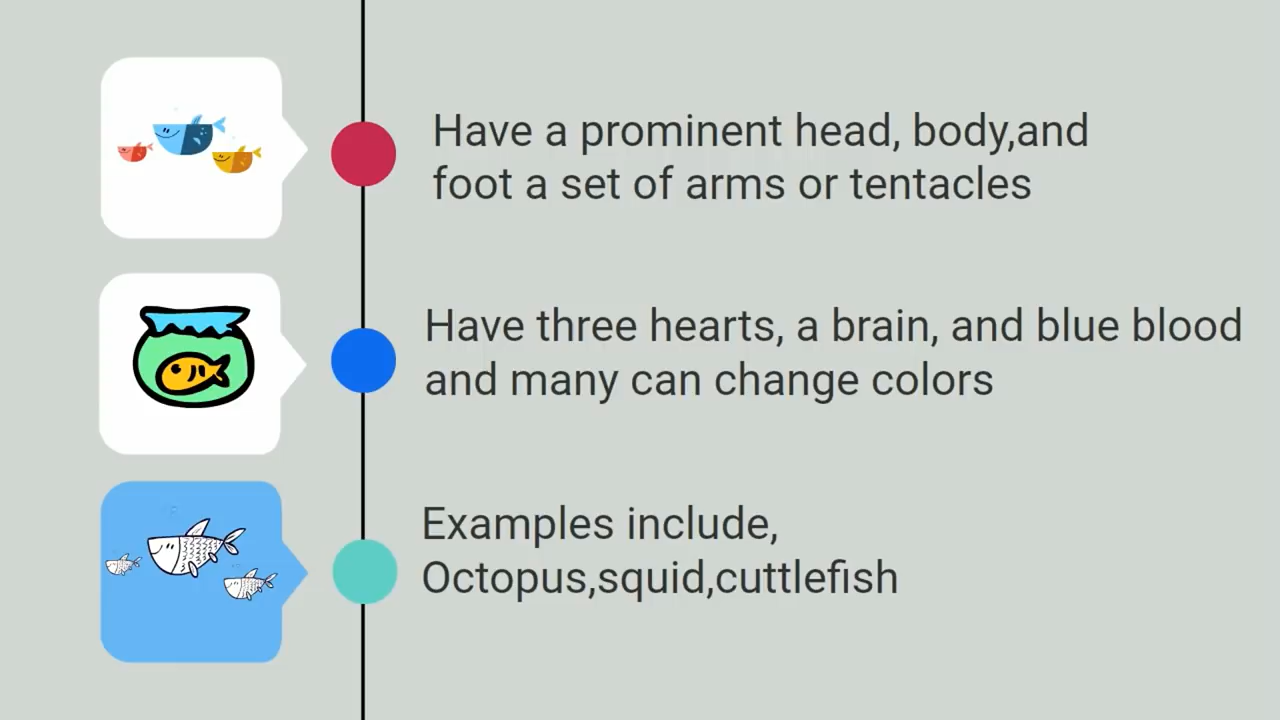 Have a prominent head, body,and
foot a set of arms or tentacles
Have three hearts, a brain, and blue blood
and many can change colors
Examples include,
Octopus,squid,cuttlefish